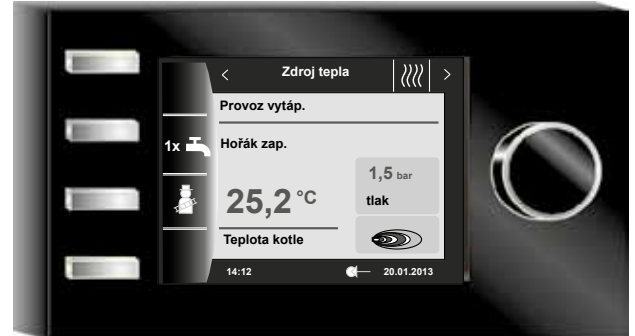 < Zdroj tepla >
Provoz vytáp.
1x
Hořák zap.
1,5 bar
25,2 °C
tlak
Teplota kotle
14:12 20.01.2013